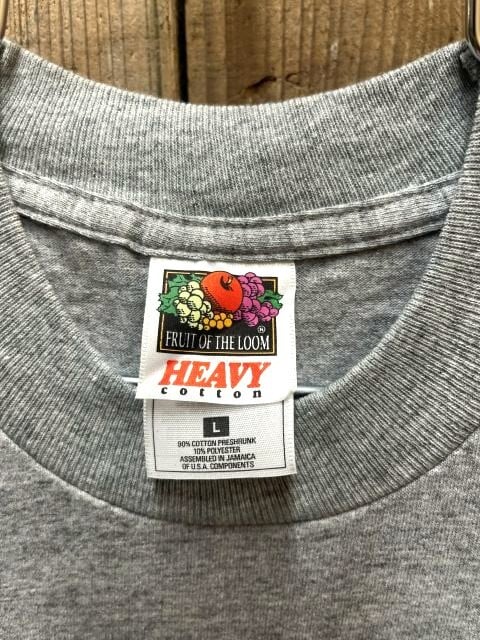 FRUIT OF THE LOOM
HEAVY
cotton
L
90% COTTON PRESHRUNK
10% POLYESTER
ASSEMBLED IN JAMAICA
OF U.S.A. COMPONENTS